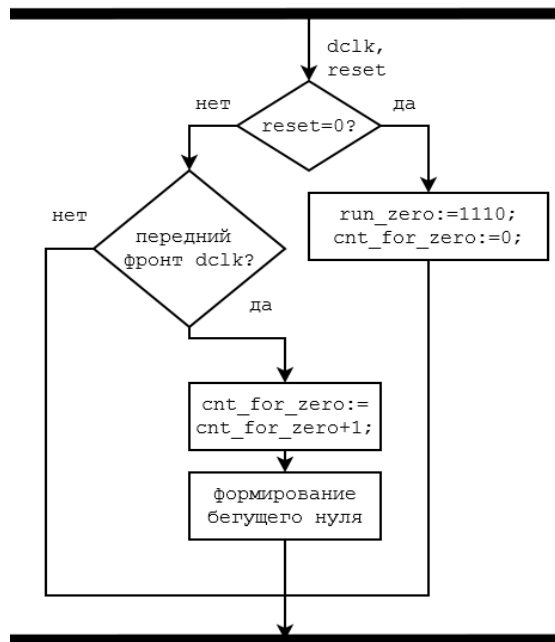 dclk,
reset
нет
да
reset=0?
нет
передний
фронт dclk?
run_zero:=1110;
cnt_for_zero:=0;
да
cnt_for_zero:=
cnt_for_zero+1;
формирование
бегущего нуля